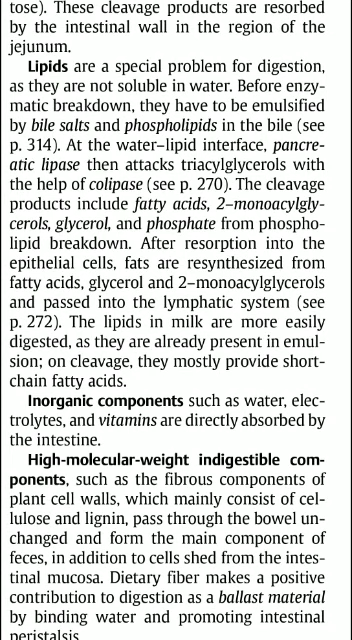 tose). These cleavage products are resorbed
by the intestinal wall in the region of the
jejunum.
Lipids are a special problem for digestion,
as they are not soluble in water. Before enzy-
matic breakdown, they have to be emulsified
by bile salts and phospholipids in the bile (see
p. 314). At the water–lipid interface, pancre-
atic lipase then attacks triacylglycerols with
the help of colipase (see p. 270). The cleavage
products include fatty acids, 2–monoacylgly-
cerols, glycerol, and phosphate from phospho-
lipid breakdown. After resorption into the
epithelial cells, fats are resynthesized from
fatty acids, glycerol and 2–monoacylglycerols
and passed into the lymphatic system (see
p. 272). The lipids in milk are more easily
digested, as they are already present in emul-
sion; on cleavage, they mostly provide short-
chain fatty acids.
Inorganic components such as water, elec-
trolytes, and vitamins are directly absorbed by
the intestine.
High-molecular-weight indigestible com-
ponents, such as the fibrous components of
plant cell walls, which mainly consist of cel-
lulose and lignin, pass through the bowel un-
changed and form the main component of
feces, in addition to cells shed from the intes-
tinal mucosa. Dietary fiber makes a positive
contribution to digestion as a ballast material
by binding water and promoting intestinal
peristalsis.